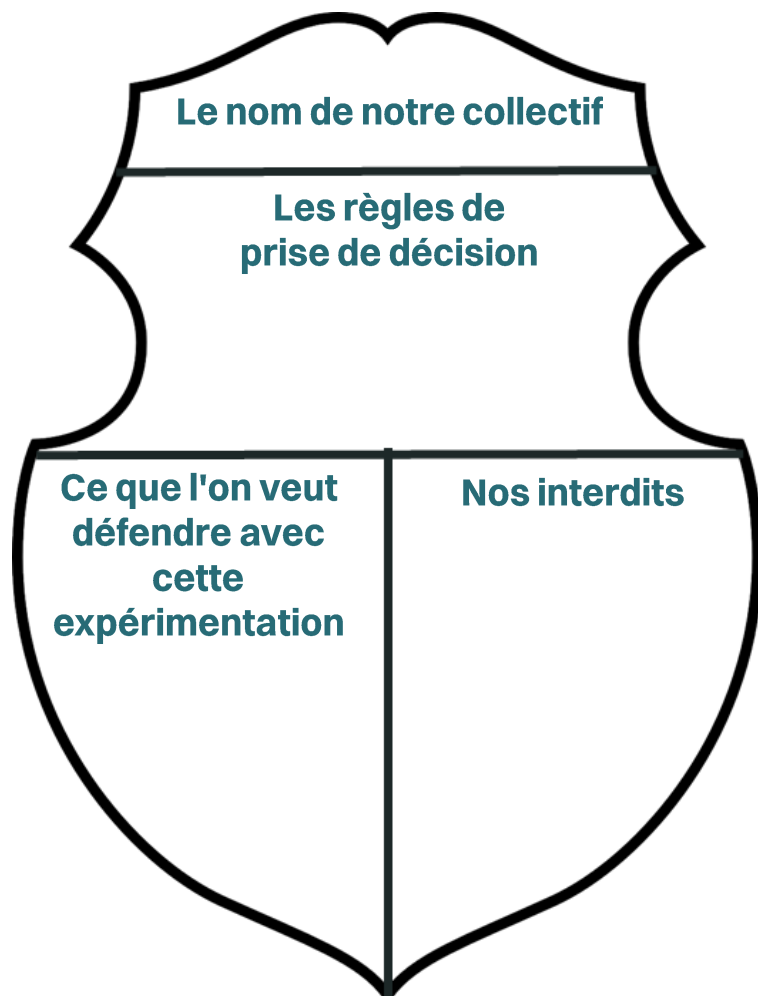 Le nom de notre collectif
Les règles de
prise de décision
Ce que l'on veut
défendre avec
cette
expérimentation
Nos interdits